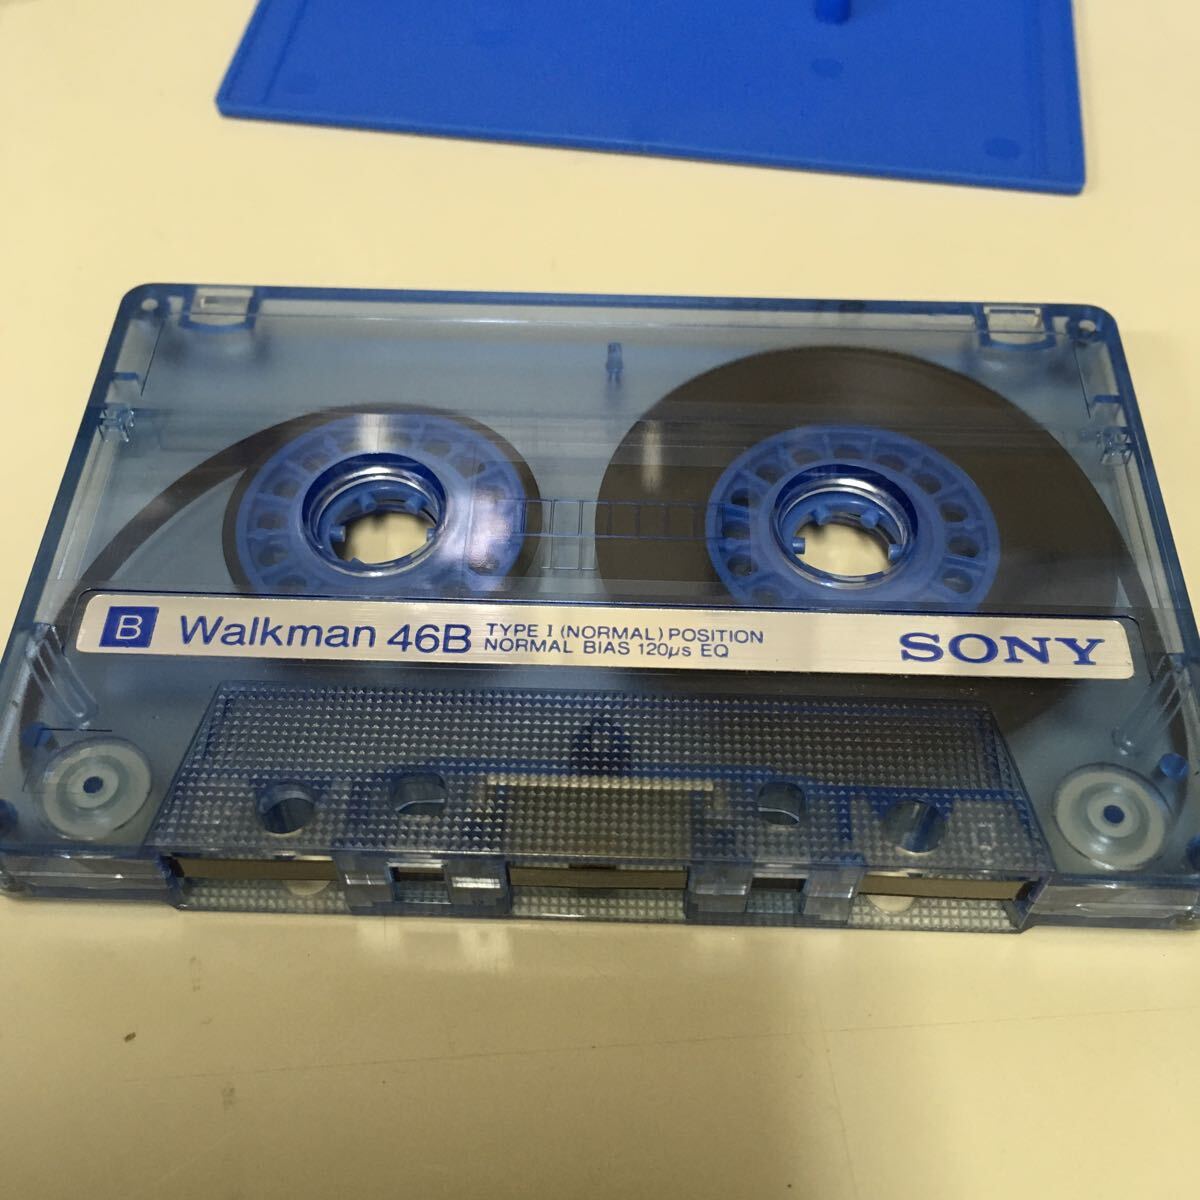 B Walkman 46B TYPE I (NORMAL) POSITION SONY
NORMAL BIAS 120μs EQ